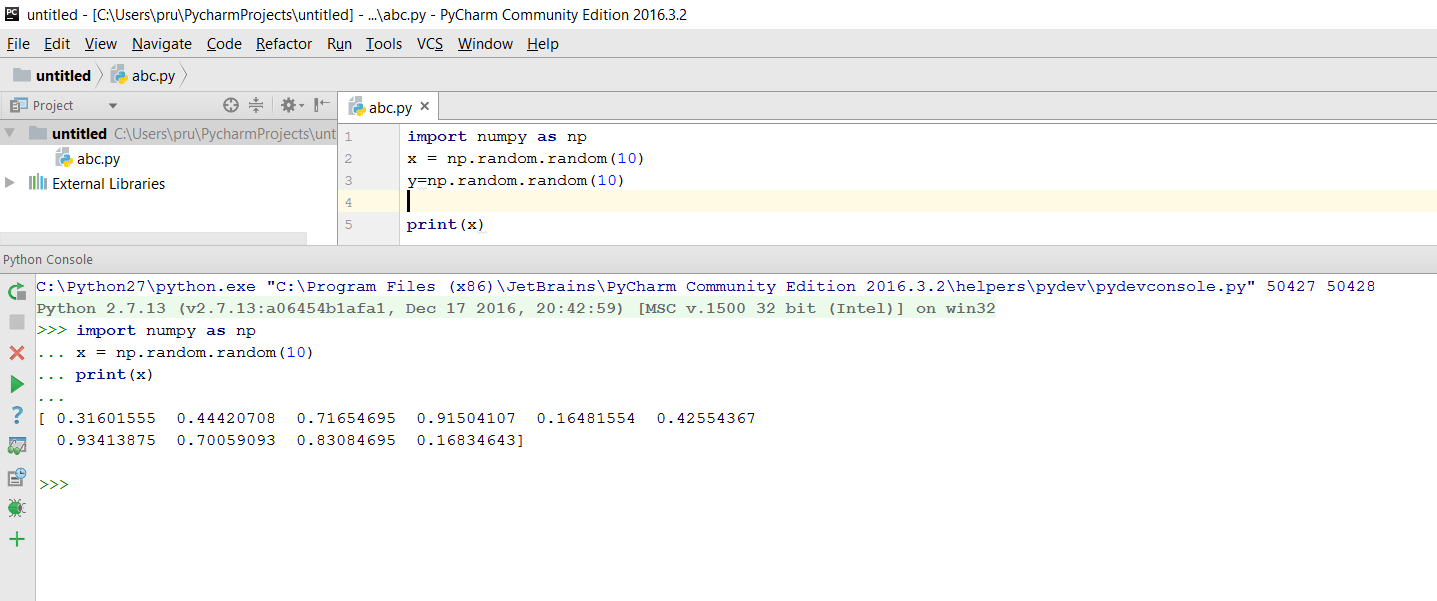 PC untitled - [C:\Users\pru\PycharmProjects\untitled] - ...\abc.py - PyCharm Community Edition 2016.3.2
File Edit View Navigate Code Refactor Run Tools VCS Window Help
untitled abc.py
Project
abc.py
untitled C:\Users\pru\PycharmProjects\unt
abc.py
External Libraries
1 import numpy as np
2 x = np.random.random(10)
3 y=np.random.random(10)
4
5 print(x)
Python Console
C:\Python27\python.exe "C:\Program Files (x86)\JetBrains\PyCharm Community Edition 2016.3.2\helpers\pydev\pydevconsole.py" 50427 50428
Python 2.7.13 (v2.7.13:a06454b1afa1, Dec 17 2016, 20:42:59) [MSC v.1500 32 bit (Intel)] on win32
>>> import numpy as np
... x = np.random.random(10)
... print(x)
...
[ 0.31601555 0.44420708 0.71654695 0.91504107 0.16481554 0.42554367
0.93413875 0.70059093 0.83084695 0.16834643]
>>>